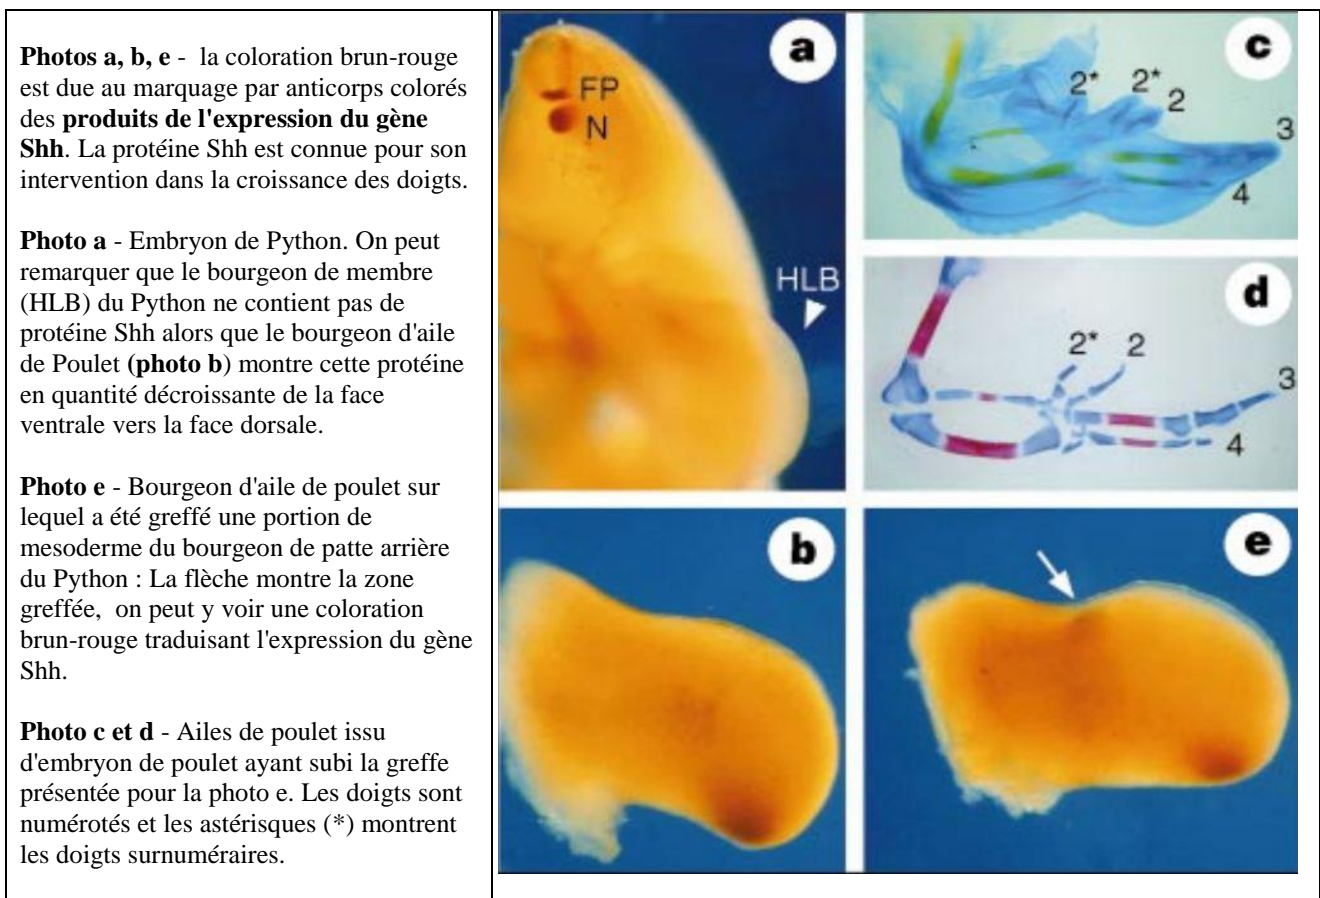 Photos a, b, e - la coloration brun-rouge
est due au marquage par anticorps colorés
des produits de l'expression du gène
Shh. La protéine Shh est connue pour son
intervention dans la croissance des doigts.
Photo a - Embryon de Python. On peut
remarquer que le bourgeon de membre
(HLB) du Python ne contient pas de
protéine Shh alors que le bourgeon d'aile
de Poulet (photo b) montre cette protéine
en quantité décroissante de la face
ventrale vers la face dorsale.
Photo e - Bourgeon d'aile de poulet sur
lequel a été greffé une portion de
mesoderme du bourgeon de patte arrière
du Python : La flèche montre la zone
greffée, on peut y voir une coloration
brun-rouge traduisant l'expression du gène
Shh.
Photo c et d - Ailes de poulet issu
d'embryon de poulet ayant subi la greffe
présentée pour la photo e. Les doigts sont
numérotés et les astérisques (*) montrent
les doigts surnuméraires.
a
FP
N
HLB
c
2* 2* 2
3
4
d
2* 2
3
4
b
e